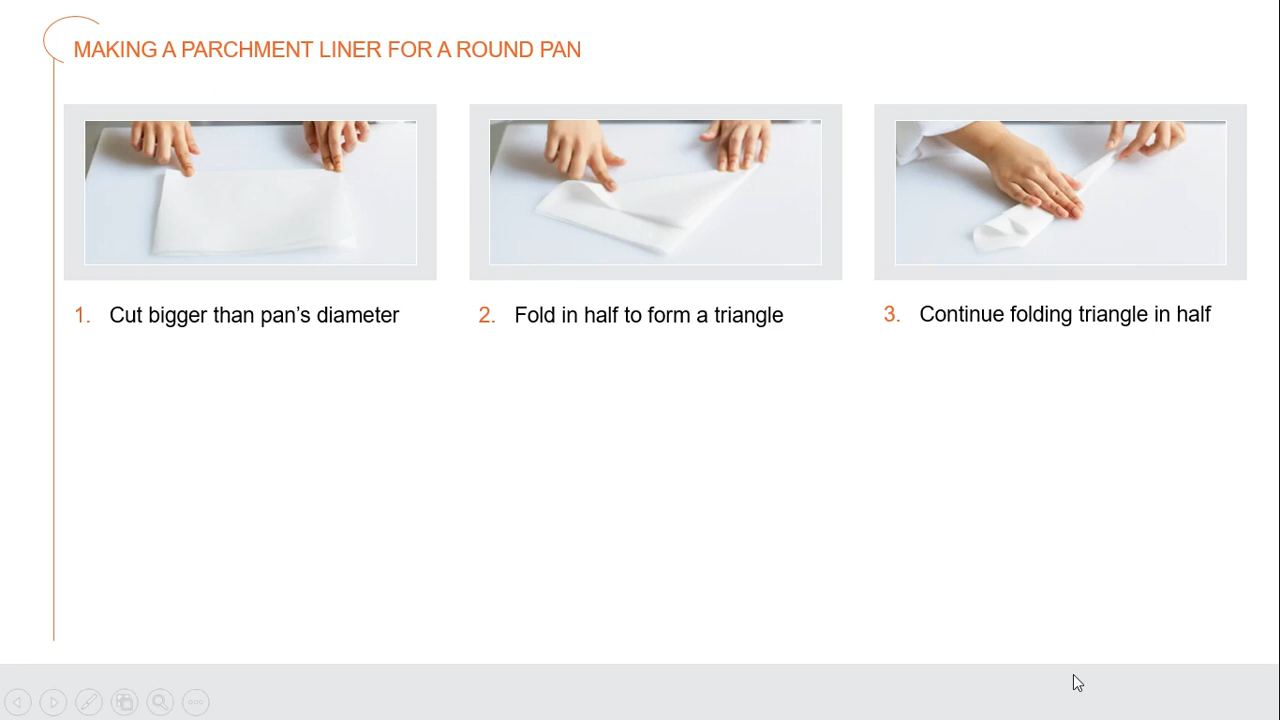 MAKING A PARCHMENT LINER FOR A ROUND PAN
1. Cut bigger than pan’s diameter
2. Fold in half to form a triangle
3. Continue folding triangle in half